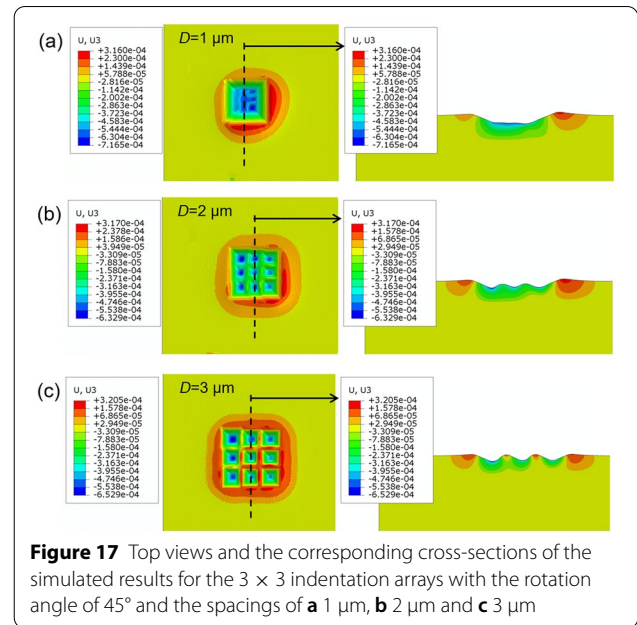 (a)
U, U3
+3.160e-04
+2.300e-04
+1.439e-04
+5.788e-05
-2.816e-05
-1.142e-04
-2.002e-04
-2.863e-04
-3.723e-04
-4.583e-04
-5.444e-04
-6.304e-04
-7.165e-04
D=1 μm
U, U3
+3.160e-04
+2.300e-04
+1.439e-04
+5.788e-05
-2.816e-05
-1.142e-04
-2.002e-04
-2.863e-04
-3.723e-04
-4.583e-04
-5.444e-04
-6.304e-04
-7.165e-04
(b)
U, U3
+3.170e-04
+2.378e-04
+1.586e-04
+3.949e-05
-3.309e-05
-7.883e-05
-1.580e-04
-2.371e-04
-3.163e-04
-3.955e-04
-4.746e-04
-5.538e-04
-6.329e-04
D=2 μm
U, U3
+3.170e-04
+1.578e-04
+6.865e-05
+2.949e-05
-3.309e-05
-7.883e-05
-1.580e-04
-2.371e-04
-3.163e-04
-3.955e-04
-4.746e-04
-5.538e-04
-6.329e-04
(c)
U, U3
+3.205e-04
+1.578e-04
+6.865e-05
+2.949e-05
-3.309e-05
-7.883e-05
-1.580e-04
-2.371e-04
-3.163e-04
-3.955e-04
-4.746e-04
-5.538e-04
-6.529e-04
D=3 μm
U, U3
+3.205e-04
+1.578e-04
+6.865e-05
+2.949e-05
-3.309e-05
-7.883e-05
-1.580e-04
-2.371e-04
-3.163e-04
-3.955e-04
-4.746e-04
-5.538e-04
-6.529e-04
Figure 17 Top views and the corresponding cross-sections of the
simulated results for the 3 × 3 indentation arrays with the rotation
angle of 45° and the spacings of a 1 μm, b 2 μm and c 3 μm